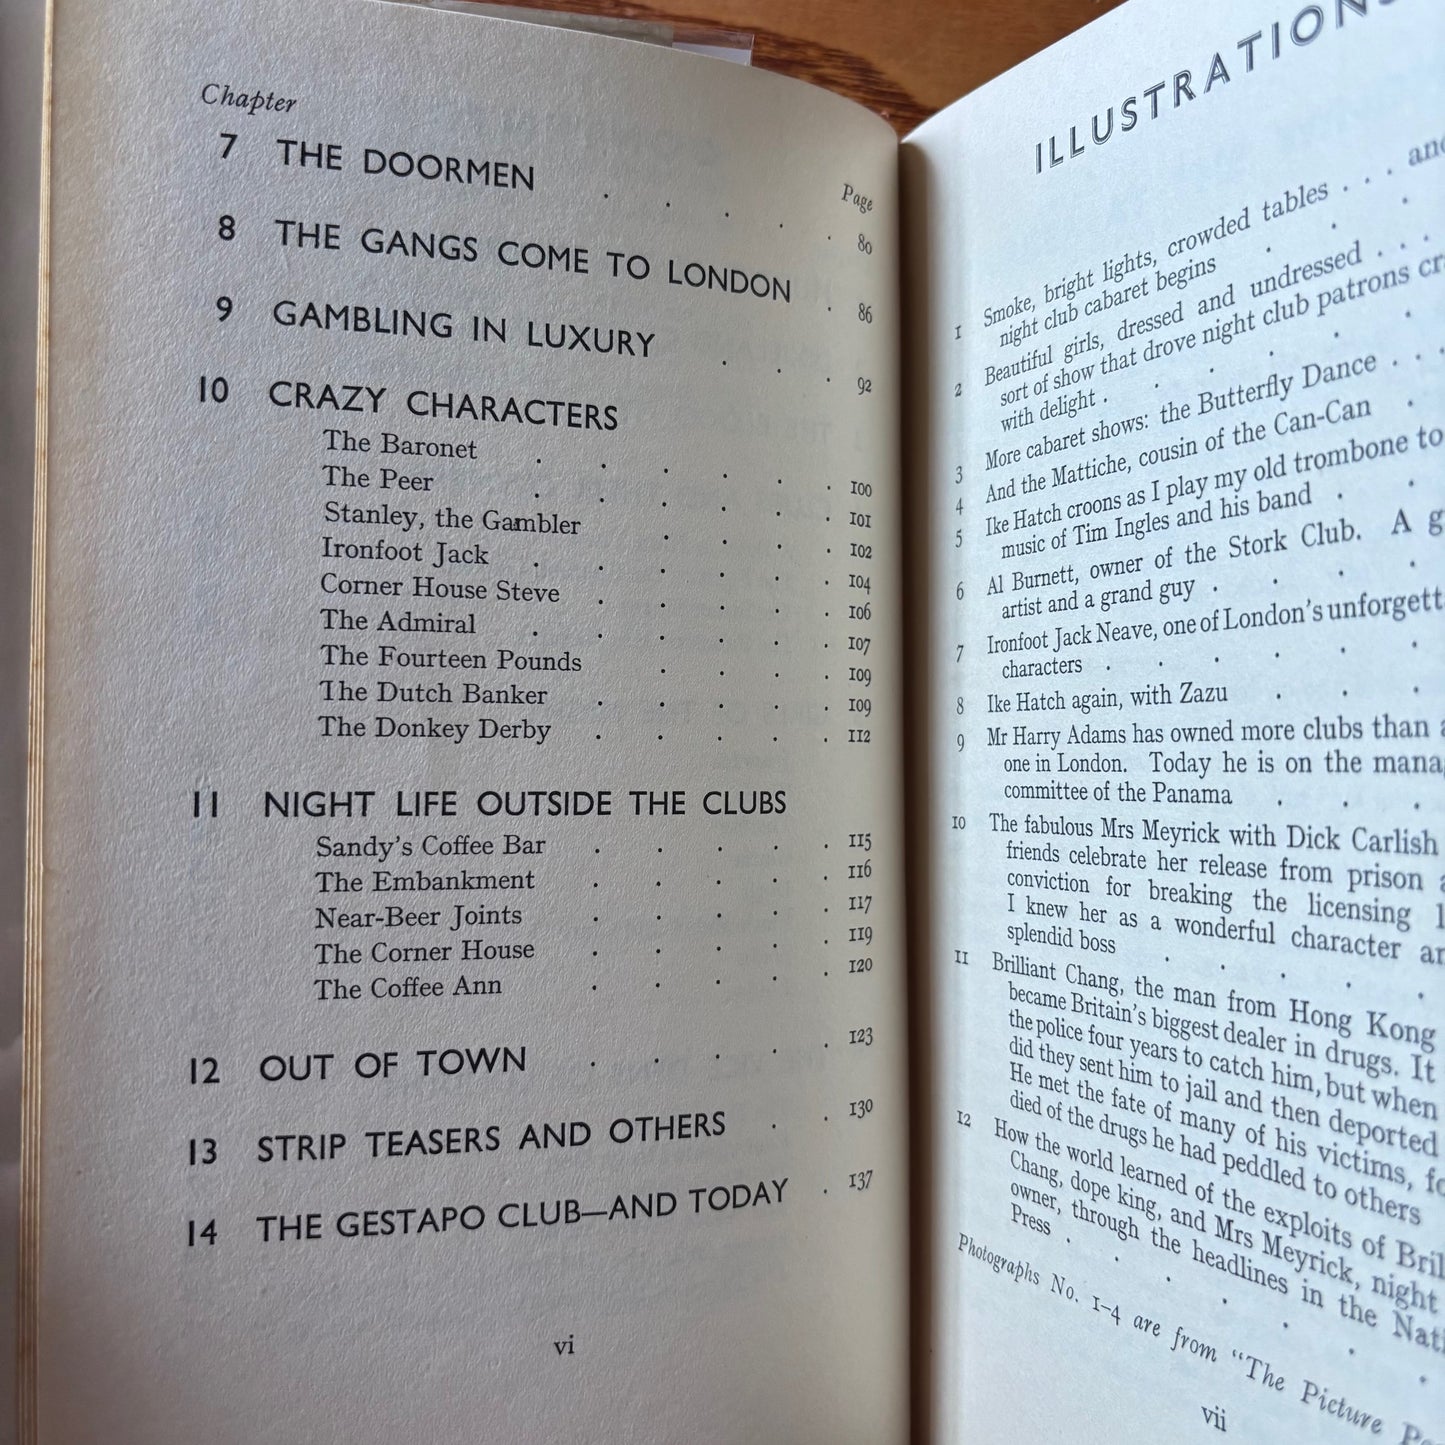 Chapter
Page
7 THE DOORMEN . . . . . 80
8 THE GANGS COME TO LONDON . 86
9 GAMBLING IN LUXURY . . . 92
10 CRAZY CHARACTERS
The Baronet . . . . . . 100
The Peer . . . . . . 101
Stanley, the Gambler . . . . 102
Ironfoot Jack . . . . . . 104
Corner House Steve . . . . . 106
The Admiral . . . . . . 107
The Fourteen Pounds . . . . 109
The Dutch Banker . . . . . 109
The Donkey Derby . . . . . 112
11 NIGHT LIFE OUTSIDE THE CLUBS
Sandy's Coffee Bar . . . . . 115
The Embankment . . . . . 116
Near-Beer Joints . . . . . 117
The Corner House . . . . . 119
The Coffee Ann . . . . . 120
12 OUT OF TOWN . . . . . 123
13 STRIP TEASERS AND OTHERS . . 130
14 THE GESTAPO CLUB—AND TODAY . 137
vi
ILLUSTRATIONS
1 Smoke, bright lights, crowded tables . . . and
night club cabaret begins . . .
2 Beautiful girls, dressed and undressed . . .
sort of show that drove night club patrons
with delight . . . . .
3 More cabaret shows: the Butterfly Dance . . .
4 And the Mattiche, cousin of the Can-Can .
5 Ike Hatch croons as I play my old trombone to
music of Tim Ingles and his band . .
6 Al Burnett, owner of the Stork Club. A
artist and a grand guy . . . .
7 Ironfoot Jack Neave, one of London's
characters . . . . . .
8 Ike Hatch again, with Zazu . . .
9 Mr Harry Adams has owned more clubs than
one in London. Today he is on the
committee of the Panama . . .
10 The fabulous Mrs Meyrick with Dick Carlish
friends celebrate her release from prison
conviction for breaking the licensing
I knew her as a wonderful character
splendid boss . . . . .
11 Brilliant Chang, the man from Hong Kong
became Britain's biggest dealer in drugs. It
the police four years to catch him, but when
did they sent him to jail and then deported
He met the fate of many of his victims,
died of the drugs he had peddled to others
12 How the world learned of the exploits of
Chang, dope king, and Mrs Meyrick, night
owner, through the headlines in the
Press . . . . . . .
Photographs No. 1–4 are from "The Picture
vii